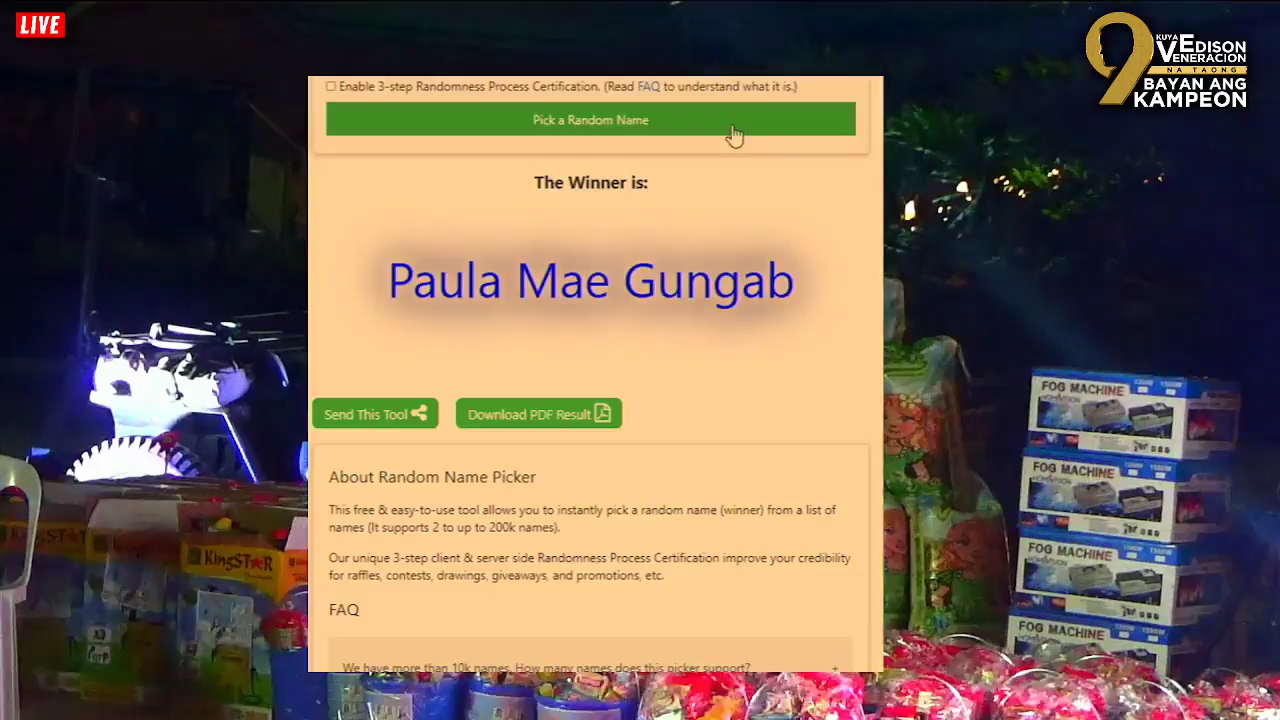 LIVE
KUYA
VEDISON
VENERACION
NA TAONG
BAYAN ANG
KAMPEON
Enable 3-step Randomness Process Certification. (Read FAQ to understand what it is.)
Pick a Random Name
The Winner is:
Paula Mae Gungab
Send This Tool
Download PDF Result
About Random Name Picker
This free & easy-to-use tool allows you to instantly pick a random name (winner) from a list of
names (It supports 2 to up to 200k names).
Our unique 3-step client & server side Randomness Process Certification improve your credibility
for raffles, contests, drawings, giveaways, and promotions, etc.
FAQ
We have more than 10k names. How many names does this picker support? +
FOG MACHINE
FOG MACHINE
FOG MACHINE
FOG MACHINE
KINGSTAR